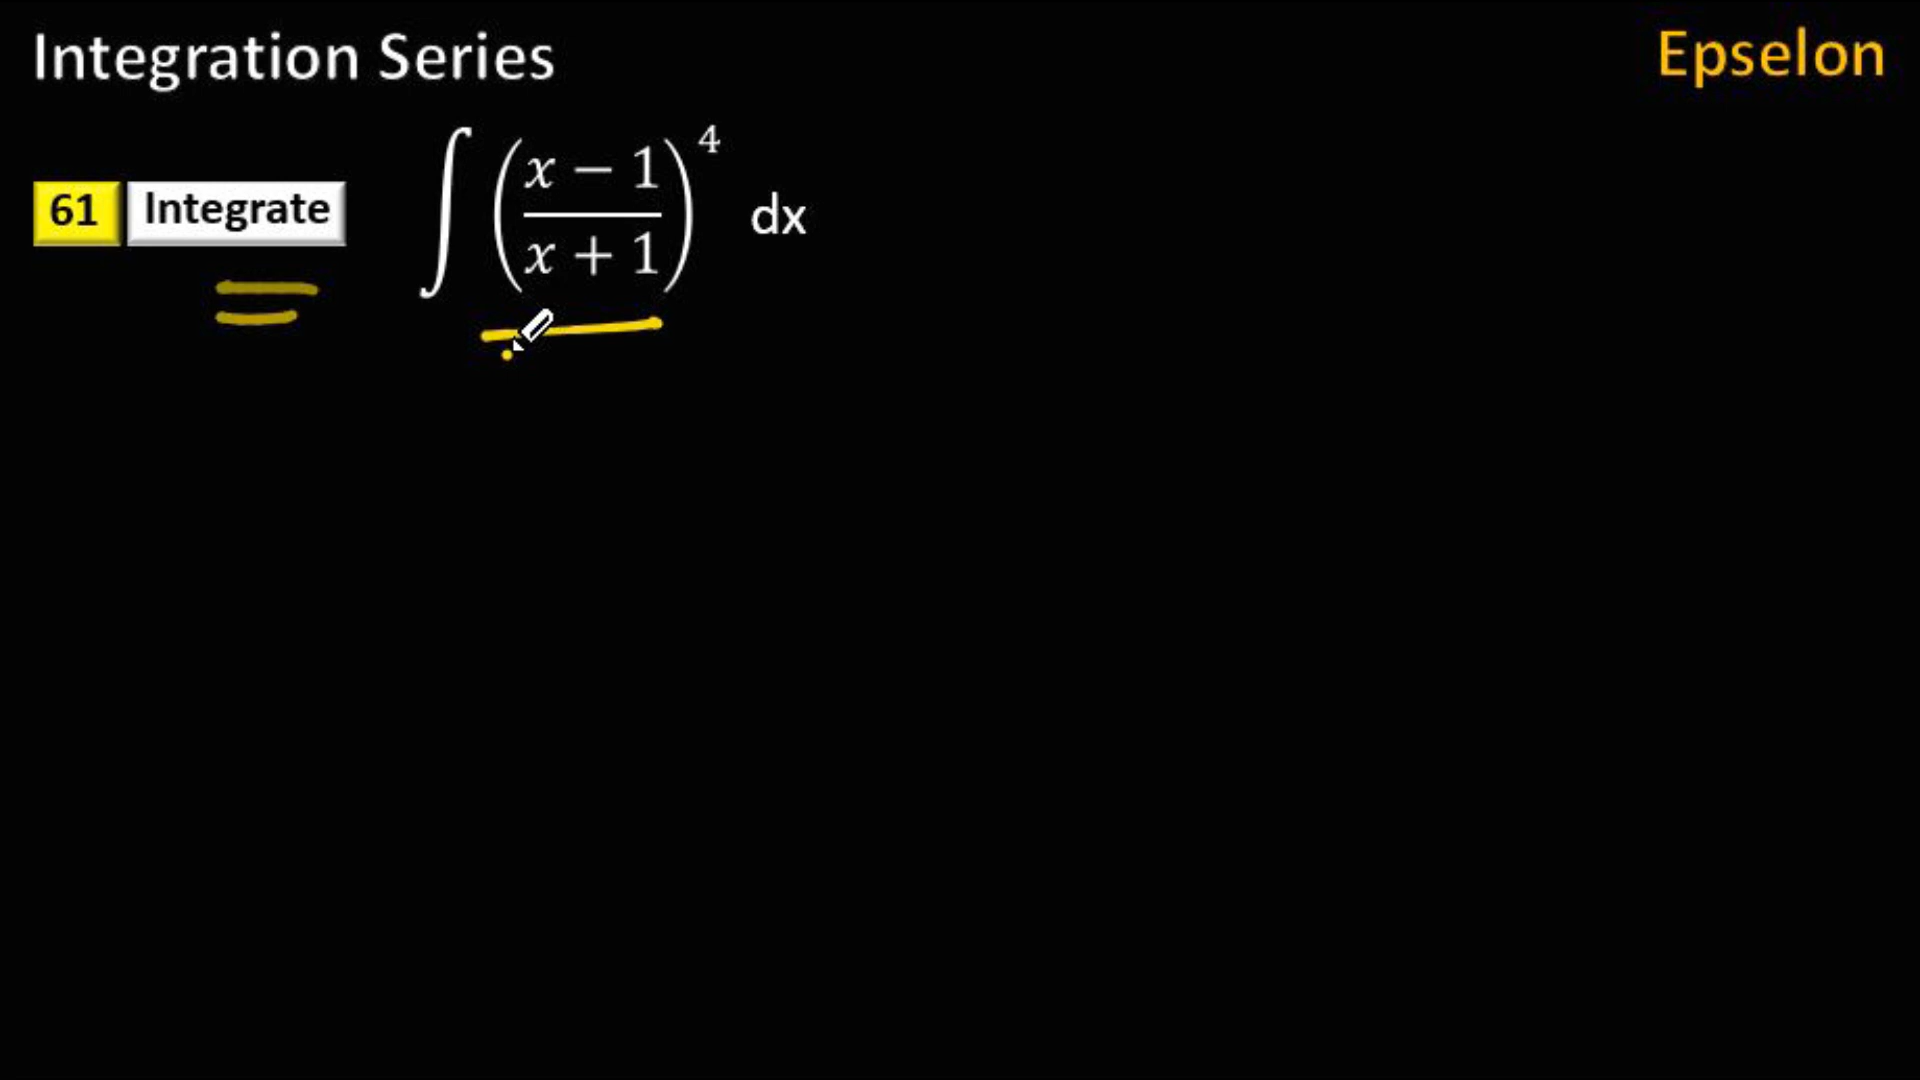 Integration Series
Epselon
61 Integrate ∫ ((x − 1)/(x + 1))⁴ dx